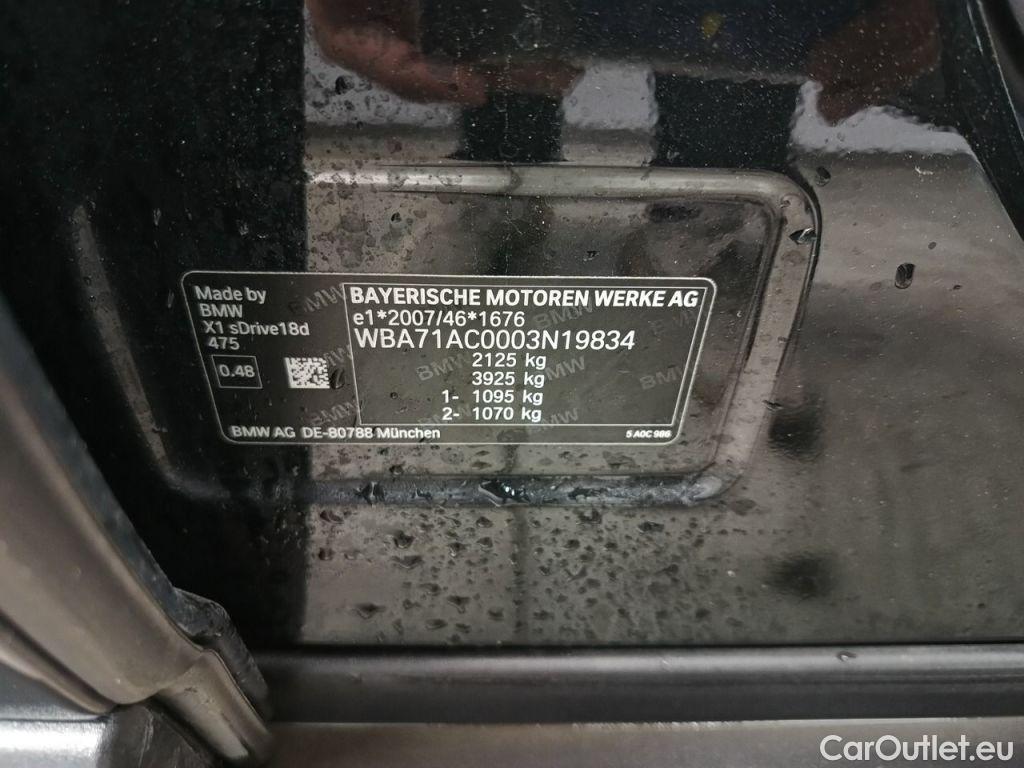 Made by
BMW
X1 sDrive18d
475
0.48
BAYERISCHE MOTOREN WERKE AG
e1*2007/46*1676
WBA71AC0003N19834
2125 kg
3925 kg
1- 1095 kg
2- 1070 kg
BMW AG DE-80788 München
5 A0C 986
CarOutlet.eu